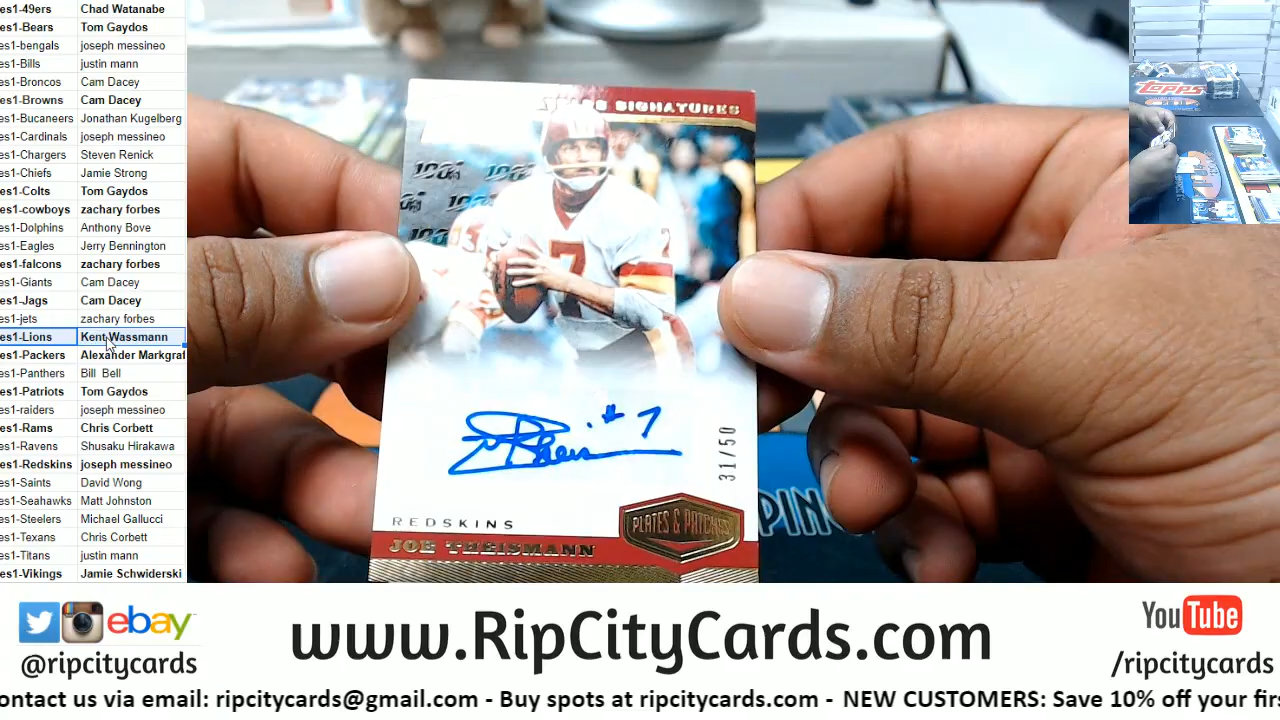 es1-49ers Chad Watanabe
es1-Bears Tom Gaydos
es1-bengals joseph messineo
es1-Bills justin mann
es1-Broncos Cam Dacey
es1-Browns Cam Dacey
es1-Bucaneers Jonathan Kugelberg
es1-Cardinals joseph messineo
es1-Chargers Steven Renick
es1-Chiefs Jamie Strong
es1-Colts Tom Gaydos
es1-cowboys zachary forbes
es1-Dolphins Anthony Bove
es1-Eagles Jerry Bennington
es1-falcons zachary forbes
es1-Giants Cam Dacey
es1-Jags Cam Dacey
es1-jets zachary forbes
es1-Lions Kent Wassmann
es1-Packers Alexander Markgraf
es1-Panthers Bill Bell
es1-Patriots Tom Gaydos
es1-raiders joseph messineo
es1-Rams Chris Corbett
es1-Ravens Shusaku Hirakawa
es1-Redskins joseph messineo
es1-Saints David Wong
es1-Seahawks Matt Johnston
es1-Steelers Michael Gallucci
es1-Texans Chris Corbett
es1-Titans justin mann
es1-Vikings Jamie Schwiderski
SIGNATURES
7
#7
31/50
REDSKINS
JOE THEISMANN
PLATES & PATCHES
PIN
Topps
ebay
@ripcitycards
www.RipCityCards.com
YouTube
/ripcitycards
ontact us via email: ripcitycards@gmail.com - Buy spots at ripcitycards.com - NEW CUSTOMERS: Save 10% off your firs